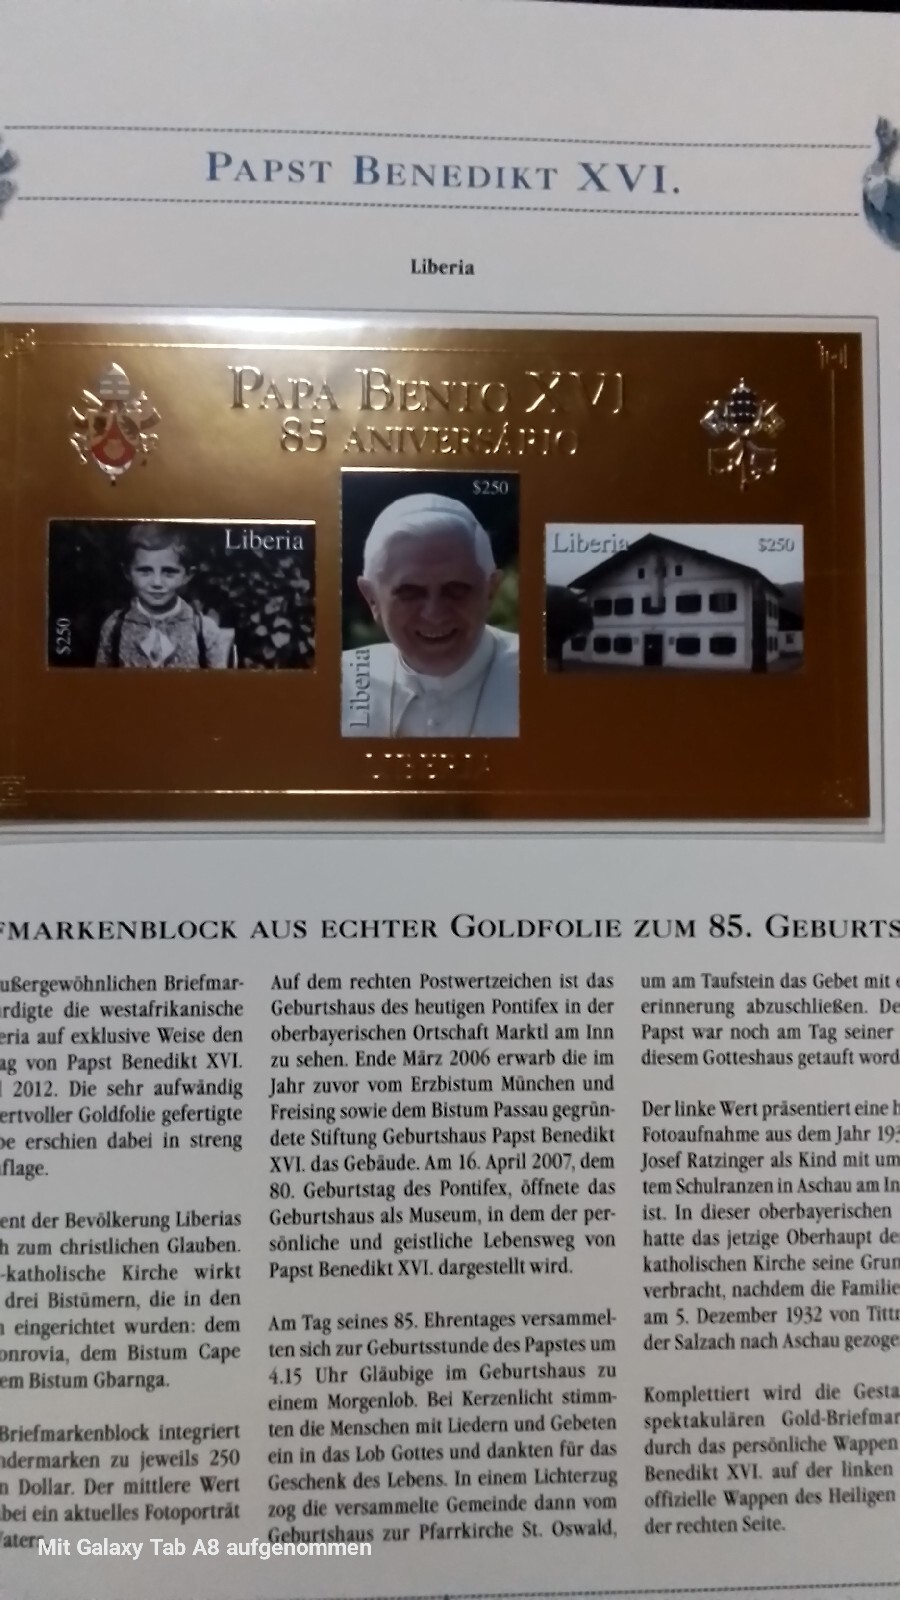 PAPST BENEDIKT XVI.
Liberia
PAPA BENTO XVI
85 ANIVERSÁRIO
Liberia
$250
$250
Liberia
Liberia
$250
LIBERIA
FMARKENBLOCK AUS ECHTER GOLDFOLIE ZUM 85. GEBURTS
ußergewöhnlichen Briefmar-
rdigte die westafrikanische
eria auf exklusive Weise den
ag von Papst Benedikt XVI.
l 2012. Die sehr aufwändig
ertvoller Goldfolie gefertigte
be erschien dabei in streng
flage.
ent der Bevölkerung Liberias
h zum christlichen Glauben.
-katholische Kirche wirkt
drei Bistümern, die in den
n eingerichtet wurden: dem
onrovia, dem Bistum Cape
em Bistum Gbarnga.
Briefmarkenblock integriert
ndermarken zu jeweils 250
n Dollar. Der mittlere Wert
bei ein aktuelles Fotoporträt
Vaters
Auf dem rechten Postwertzeichen ist das
Geburtshaus des heutigen Pontifex in der
oberbayerischen Ortschaft Marktl am Inn
zu sehen. Ende März 2006 erwarb die im
Jahr zuvor vom Erzbistum München und
Freising sowie dem Bistum Passau gegrün-
dete Stiftung Geburtshaus Papst Benedikt
XVI. das Gebäude. Am 16. April 2007, dem
80. Geburtstag des Pontifex, öffnete das
Geburtshaus als Museum, in dem der per-
sönliche und geistliche Lebensweg von
Papst Benedikt XVI. dargestellt wird.
Am Tag seines 85. Ehrentages versammel-
ten sich zur Geburtsstunde des Papstes um
4.15 Uhr Gläubige im Geburtshaus zu
einem Morgenlob. Bei Kerzenlicht stimm-
ten die Menschen mit Liedern und Gebeten
ein in das Lob Gottes und dankten für das
Geschenk des Lebens. In einem Lichterzug
zog die versammelte Gemeinde dann vom
Geburtshaus zur Pfarrkirche St. Oswald,
um am Taufstein das Gebet mit e
erinnerung abzuschließen. De
Papst war noch am Tag seiner
diesem Gotteshaus getauft word
Der linke Wert präsentiert eine h
Fotoaufnahme aus dem Jahr 193
Josef Ratzinger als Kind mit um
tem Schulranzen in Aschau am In
ist. In dieser oberbayerischen
hatte das jetzige Oberhaupt de
katholischen Kirche seine Grun
verbracht, nachdem die Familie
am 5. Dezember 1932 von Tittm
der Salzach nach Aschau gezoge
Komplettiert wird die Gesta
spektakulären Gold-Briefmar
durch das persönliche Wappen
Benedikt XVI. auf der linken
offizielle Wappen des Heiligen
der rechten Seite.
Mit Galaxy Tab A8 aufgenommen